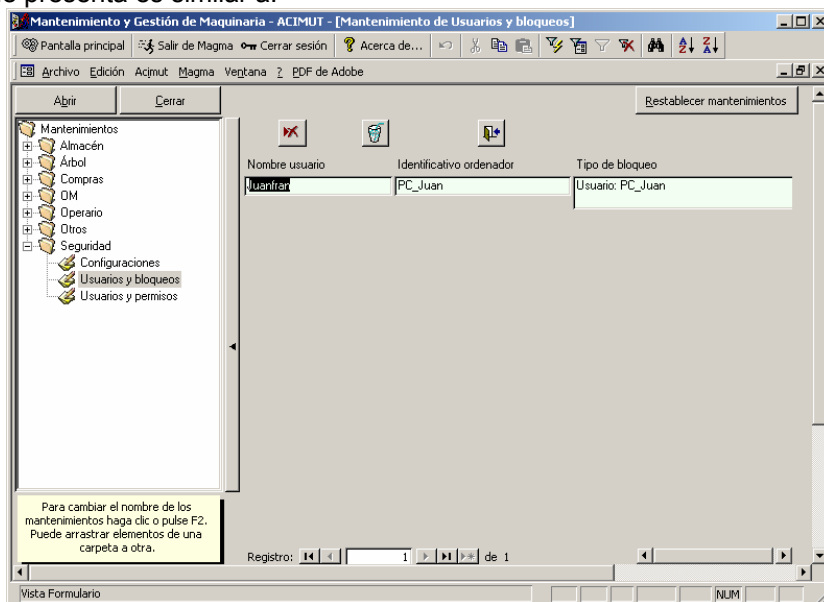 Mantenimiento y Gestión de Maquinaria - ACIMUT - [Mantenimiento de Usuarios y bloqueos]
Pantalla principal Salir de Magma Cerrar sesión Acerca de...
Archivo Edición Acimut Magma Ventana ? PDF de Adobe
Abrir Cerrar Restablecer mantenimientos
Mantenimientos
Almacén
Árbol
Compras
OM
Operario
Otros
Seguridad
Configuraciones
Usuarios y bloqueos
Usuarios y permisos
Nombre usuario Identificativo ordenador Tipo de bloqueo
Juanfran PC_Juan Usuario: PC_Juan
Para cambiar el nombre de los
mantenimientos haga clic o pulse F2.
Puede arrastrar elementos de una
carpeta a otra.
Registro: 1 de 1
Vista Formulario NUM